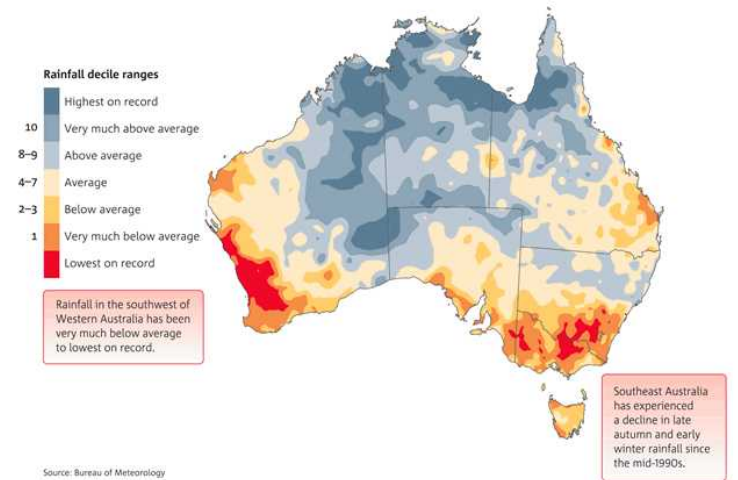 Rainfall decile ranges
Highest on record
10 Very much above average
8–9 Above average
4–7 Average
2–3 Below average
1 Very much below average
Lowest on record
Rainfall in the southwest of
Western Australia has been
very much below average
to lowest on record.
Southeast Australia
has experienced
a decline in late
autumn and early
winter rainfall since
the mid-1990s.
Source: Bureau of Meteorology